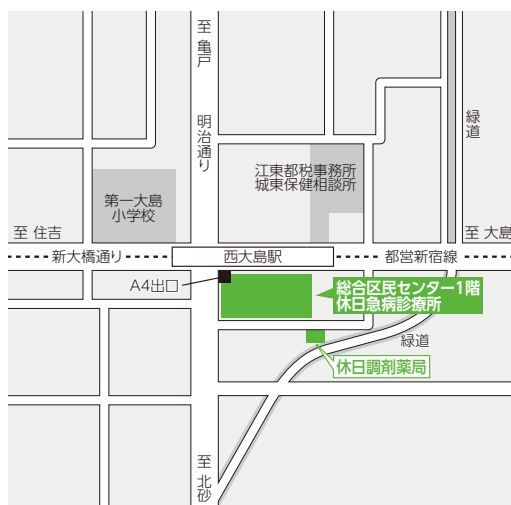 至 亀戸
明治通り
緑道
江東都税事務所
城東保健相談所
第一大島
小学校
至 住吉
至 大島
新大橋通り
西大島駅
都営新宿線
A4出口
総合区民センター1階
休日急病診療所
緑道
休日調剤薬局
至 北砂